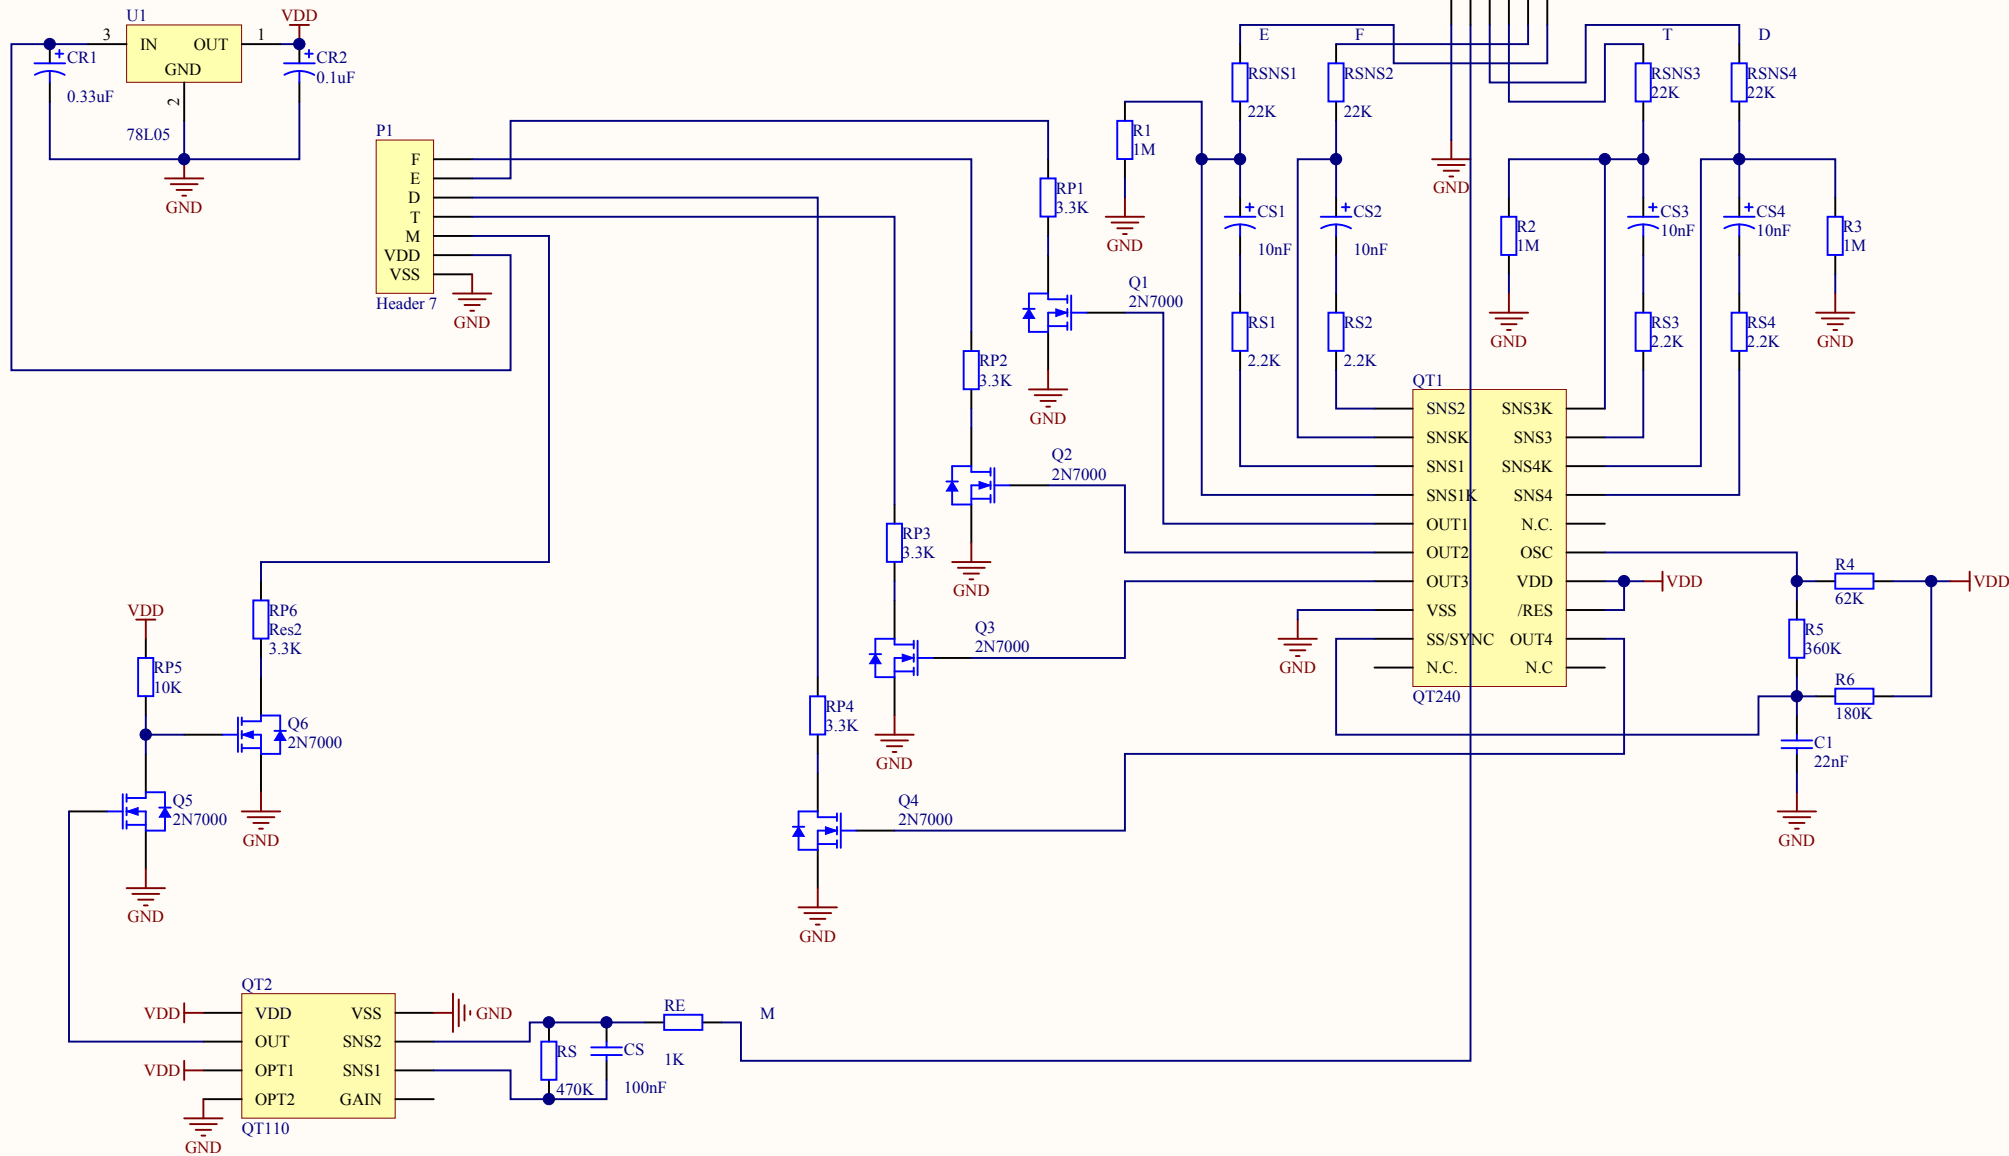 U1
VDD
3
IN
OUT
1
GND
2
CR1
0.33uF
CR2
0.1uF
78L05
GND
P1
F
E
D
T
M
VDD
VSS
Header 7
GND
E
F
T
D
RSNS1
22K
RSNS2
22K
RSNS3
22K
RSNS4
22K
R1
1M
GND
GND
RP1
3.3K
CS1
10nF
CS2
10nF
R2
1M
CS3
10nF
CS4
10nF
R3
1M
Q1
2N7000
GND
RS1
2.2K
RS2
2.2K
GND
RS3
2.2K
RS4
2.2K
GND
RP2
3.3K
Q2
2N7000
GND
QT1
SNS2
SNSK
SNS1
SNS1K
OUT1
OUT2
OUT3
VSS
SS/SYNC
N.C.
SNS3K
SNS3
SNS4K
SNS4
N.C.
OSC
VDD
/RES
OUT4
N.C
QT240
GND
VDD
R4
62K
VDD
R5
360K
R6
180K
C1
22nF
GND
RP3
3.3K
Q3
2N7000
GND
RP4
3.3K
Q4
2N7000
GND
VDD
RP5
10K
RP6
Res2
3.3K
Q6
2N7000
GND
Q5
2N7000
GND
QT2
VDD
VDD
OUT
VDD
OPT1
OPT2
VSS
SNS2
SNS1
GAIN
QT110
GND
GND
RS
470K
CS
100nF
RE
1K
M